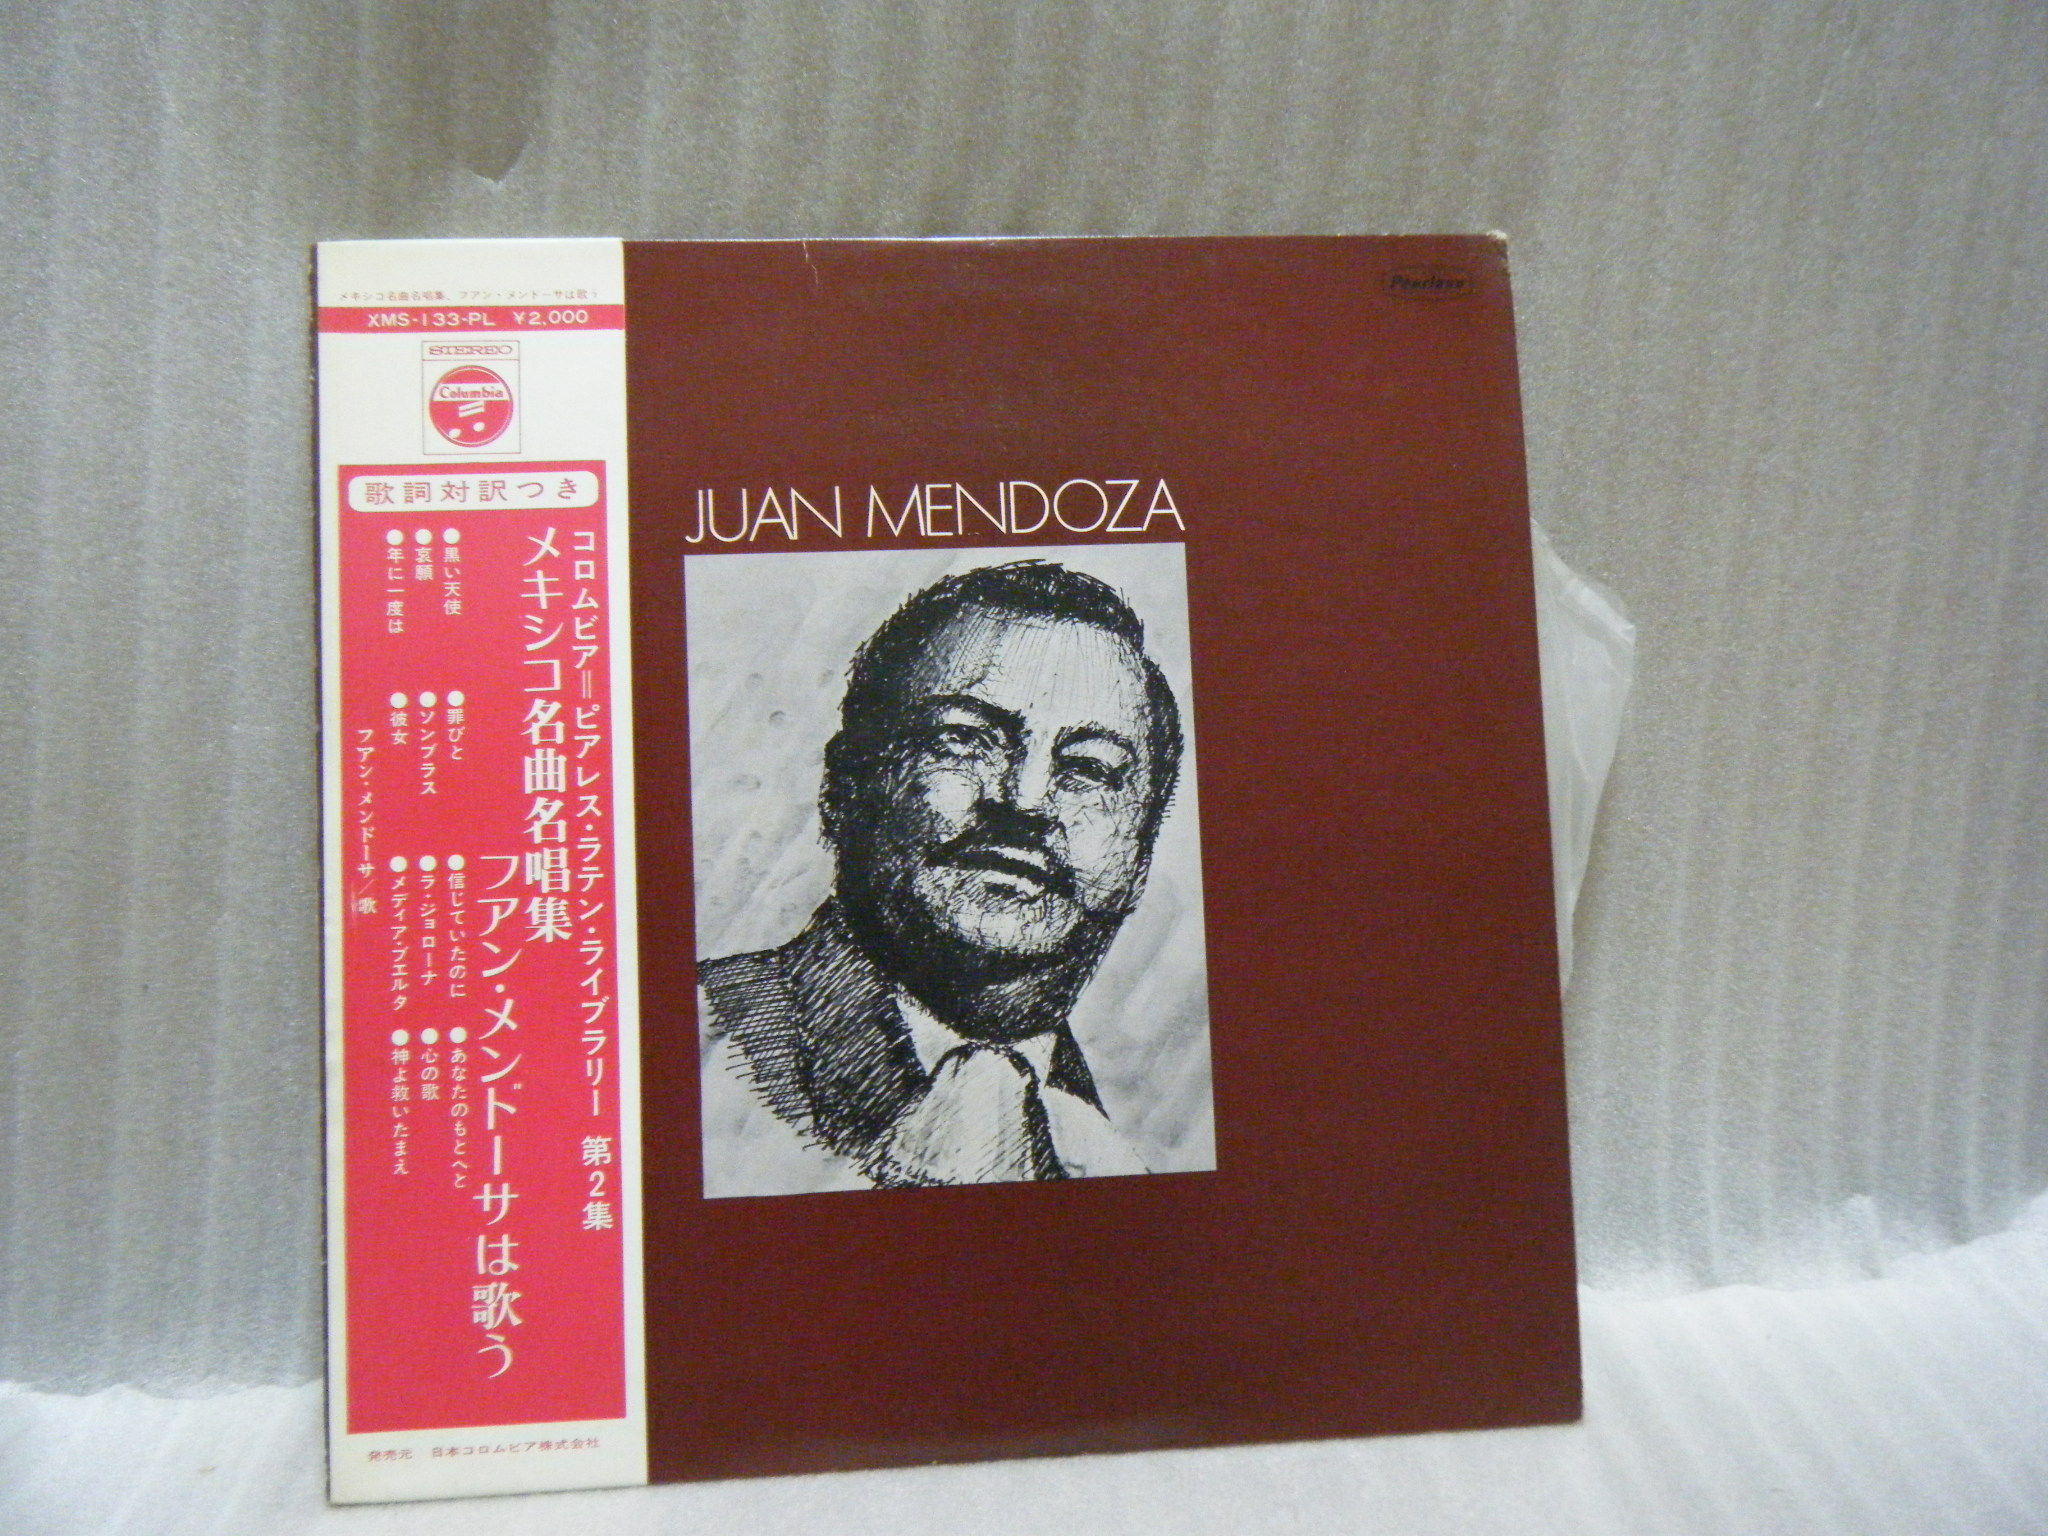 メキシコ名曲名唱集、フアン・メンドーサは歌う
XMS-133-PL ¥2,000
STEREO
Columbia
歌詞対訳つき
コロムビア=ピアレス・ラテン・ライブラリー 第2集
メキシコ名曲名唱集
フアン・メンドーサは歌う
●黒い天使
●哀願
●年に一度は
●罪びと
●ソンブラス
●彼女
●信じていたのに
●ラ・ジョローナ
●メディア・ブエルタ
●あなたのもとへと
●心の歌
●神よ救いたまえ
フアン・メンドーサ/歌
発売元 日本コロムビア株式会社
Peerless
JUAN MENDOZA